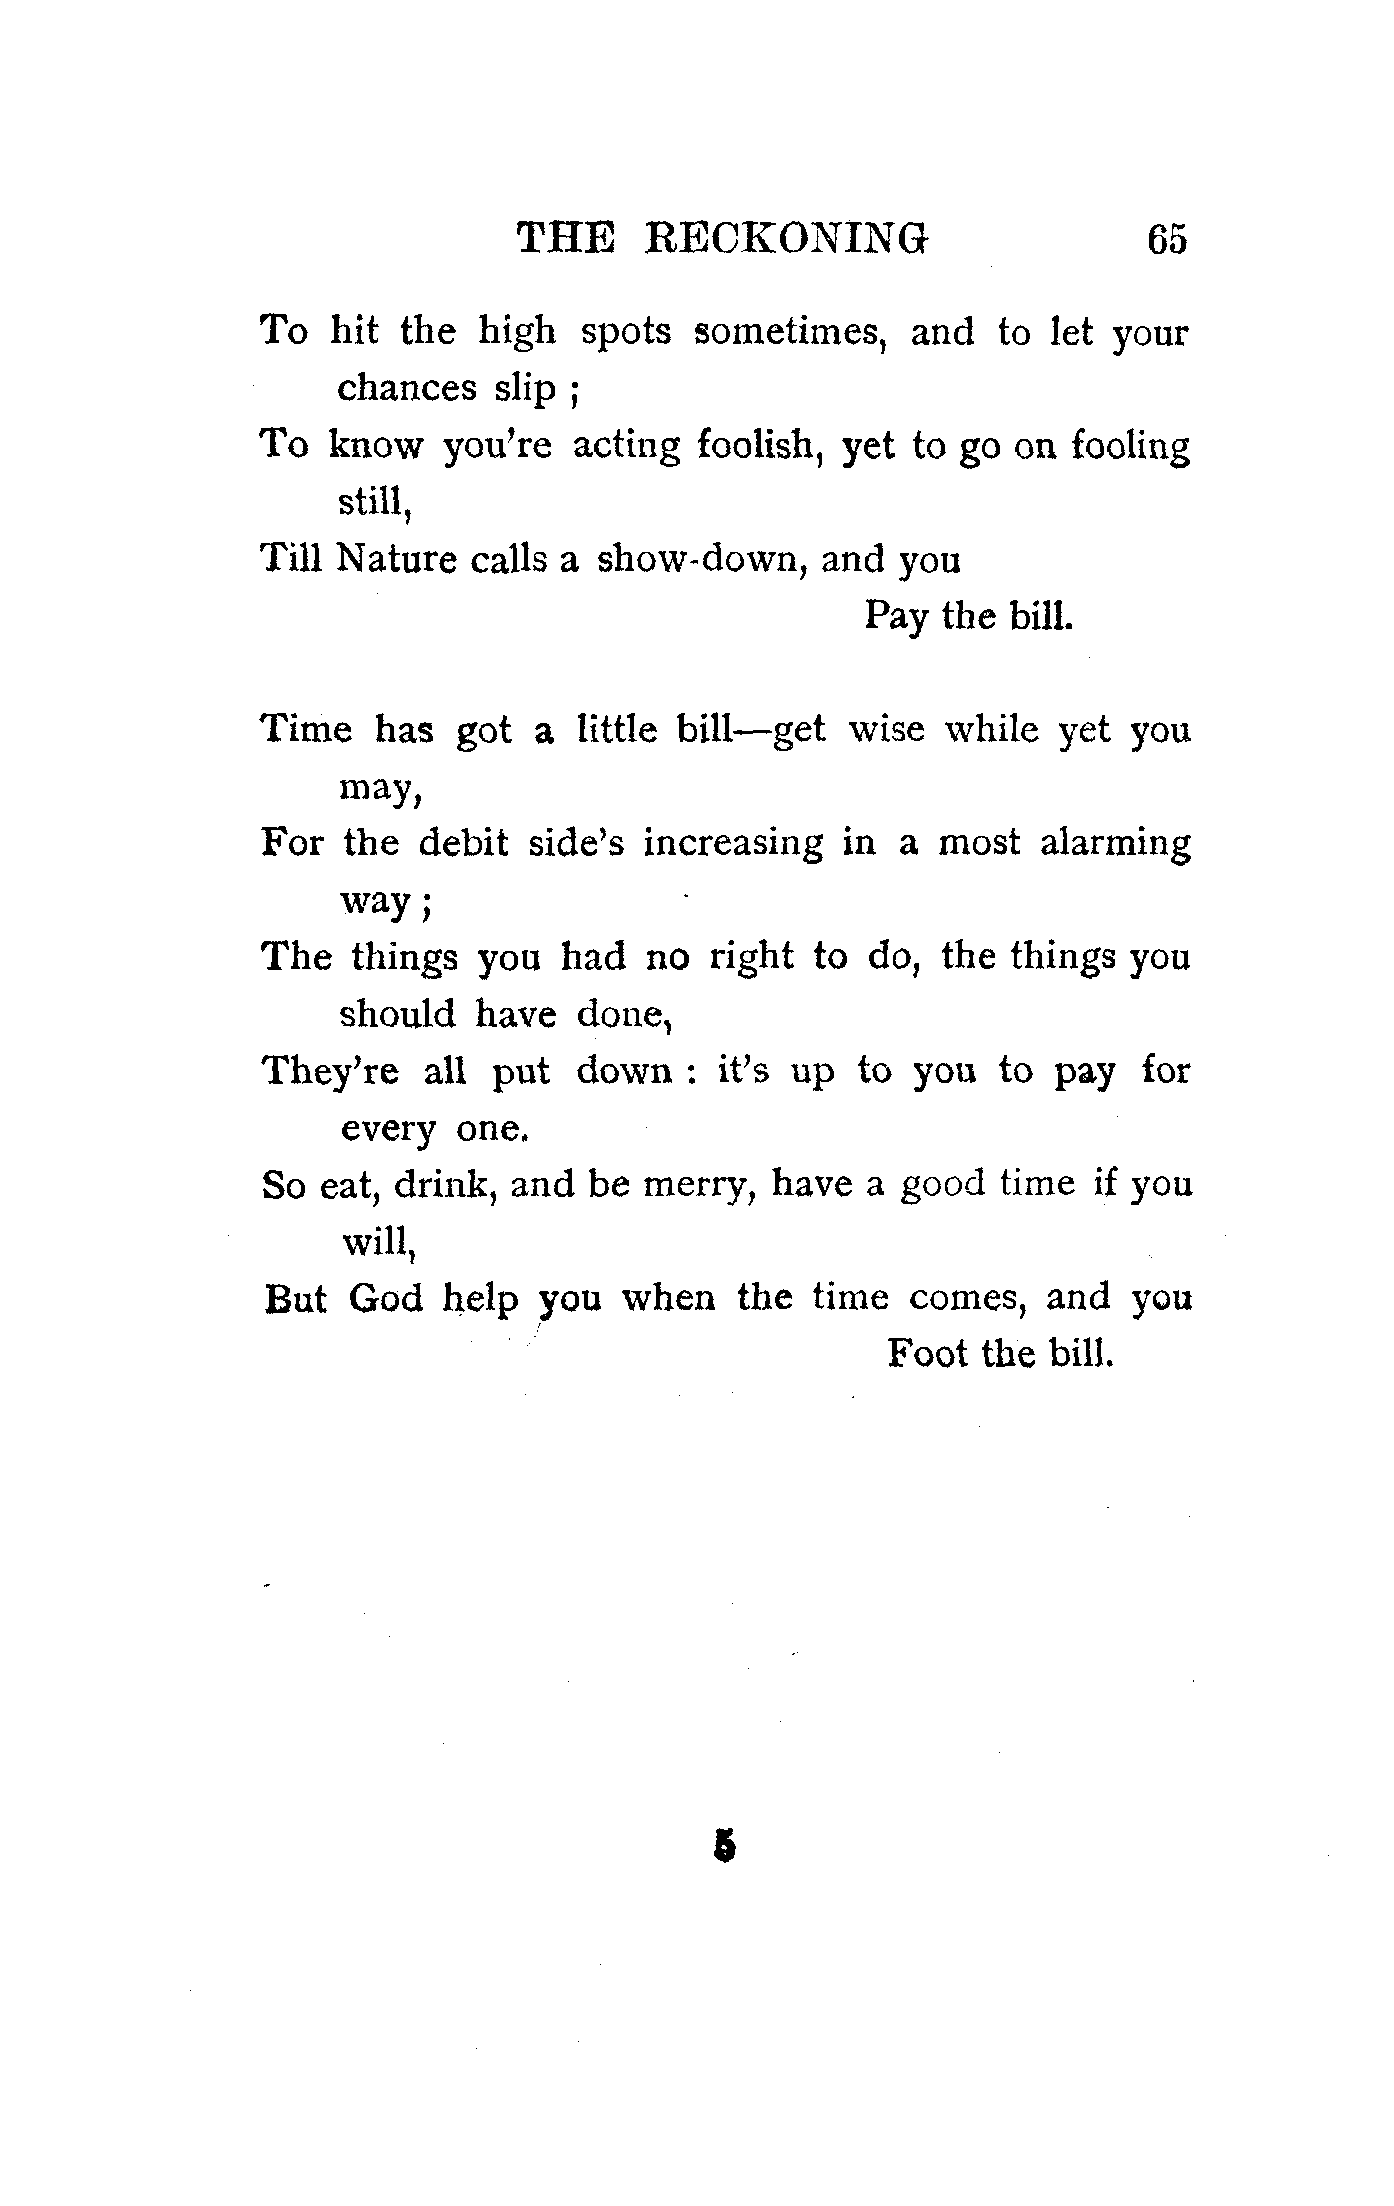 THE RECKONING 65
To hit the high spots sometimes, and to let your
chances slip ;
To know you're acting foolish, yet to go on fooling
still,
Till Nature calls a show-down, and you
Pay the bill.
Time has got a little bill—get wise while yet you
may,
For the debit side's increasing in a most alarming
way ;
The things you had no right to do, the things you
should have done,
They're all put down : it's up to you to pay for
every one.
So eat, drink, and be merry, have a good time if you
will,
But God help you when the time comes, and you
Foot the bill.
5